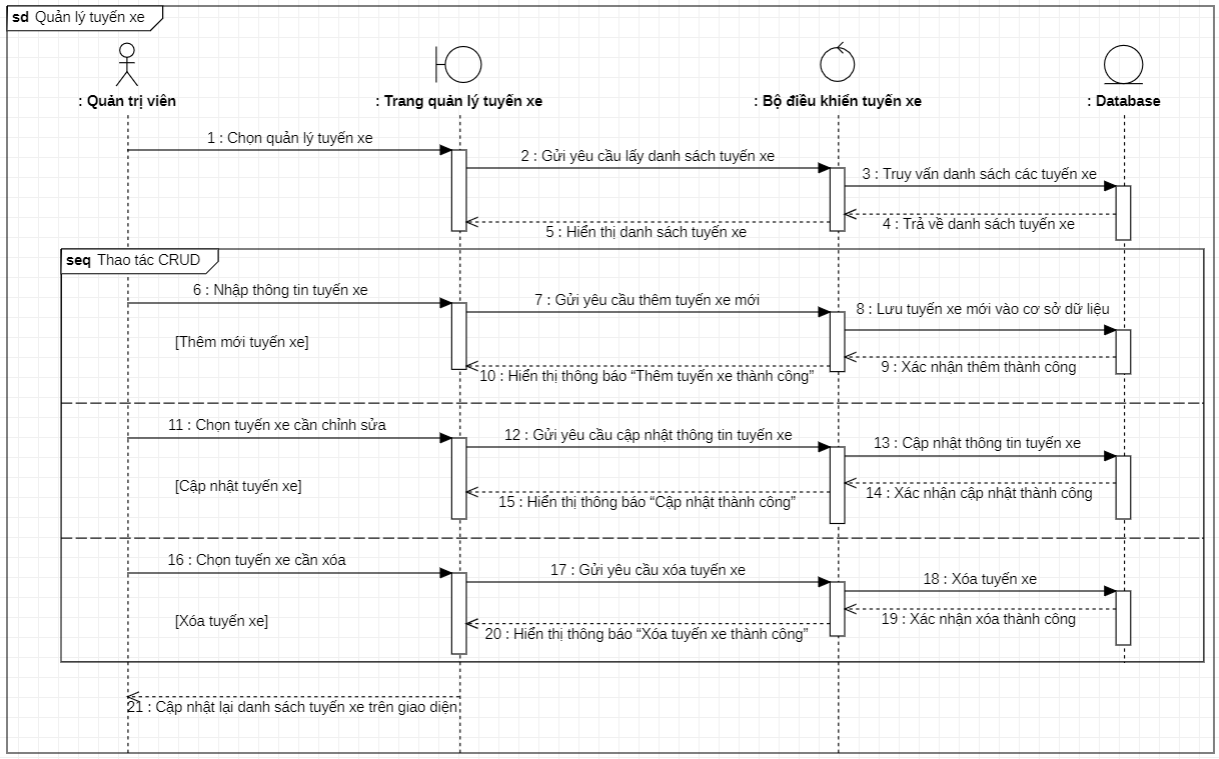 sd Quản lý tuyến xe
: Quản trị viên
: Trang quản lý tuyến xe
: Bộ điều khiển tuyến xe
: Database
1 : Chọn quản lý tuyến xe
2 : Gửi yêu cầu lấy danh sách tuyến xe
3 : Truy vấn danh sách các tuyến xe
4 : Trả về danh sách tuyến xe
5 : Hiển thị danh sách tuyến xe
seq Thao tác CRUD
6 : Nhập thông tin tuyến xe
7 : Gửi yêu cầu thêm tuyến xe mới
8 : Lưu tuyến xe mới vào cơ sở dữ liệu
[Thêm mới tuyến xe]
9 : Xác nhận thêm thành công
10 : Hiển thị thông báo “Thêm tuyến xe thành công”
11 : Chọn tuyến xe cần chỉnh sửa
12 : Gửi yêu cầu cập nhật thông tin tuyến xe
13 : Cập nhật thông tin tuyến xe
[Cập nhật tuyến xe]
14 : Xác nhận cập nhật thành công
15 : Hiển thị thông báo “Cập nhật thành công”
16 : Chọn tuyến xe cần xóa
17 : Gửi yêu cầu xóa tuyến xe
18 : Xóa tuyến xe
[Xóa tuyến xe]
19 : Xác nhận xóa thành công
20 : Hiển thị thông báo “Xóa tuyến xe thành công”
21 : Cập nhật lại danh sách tuyến xe trên giao diện